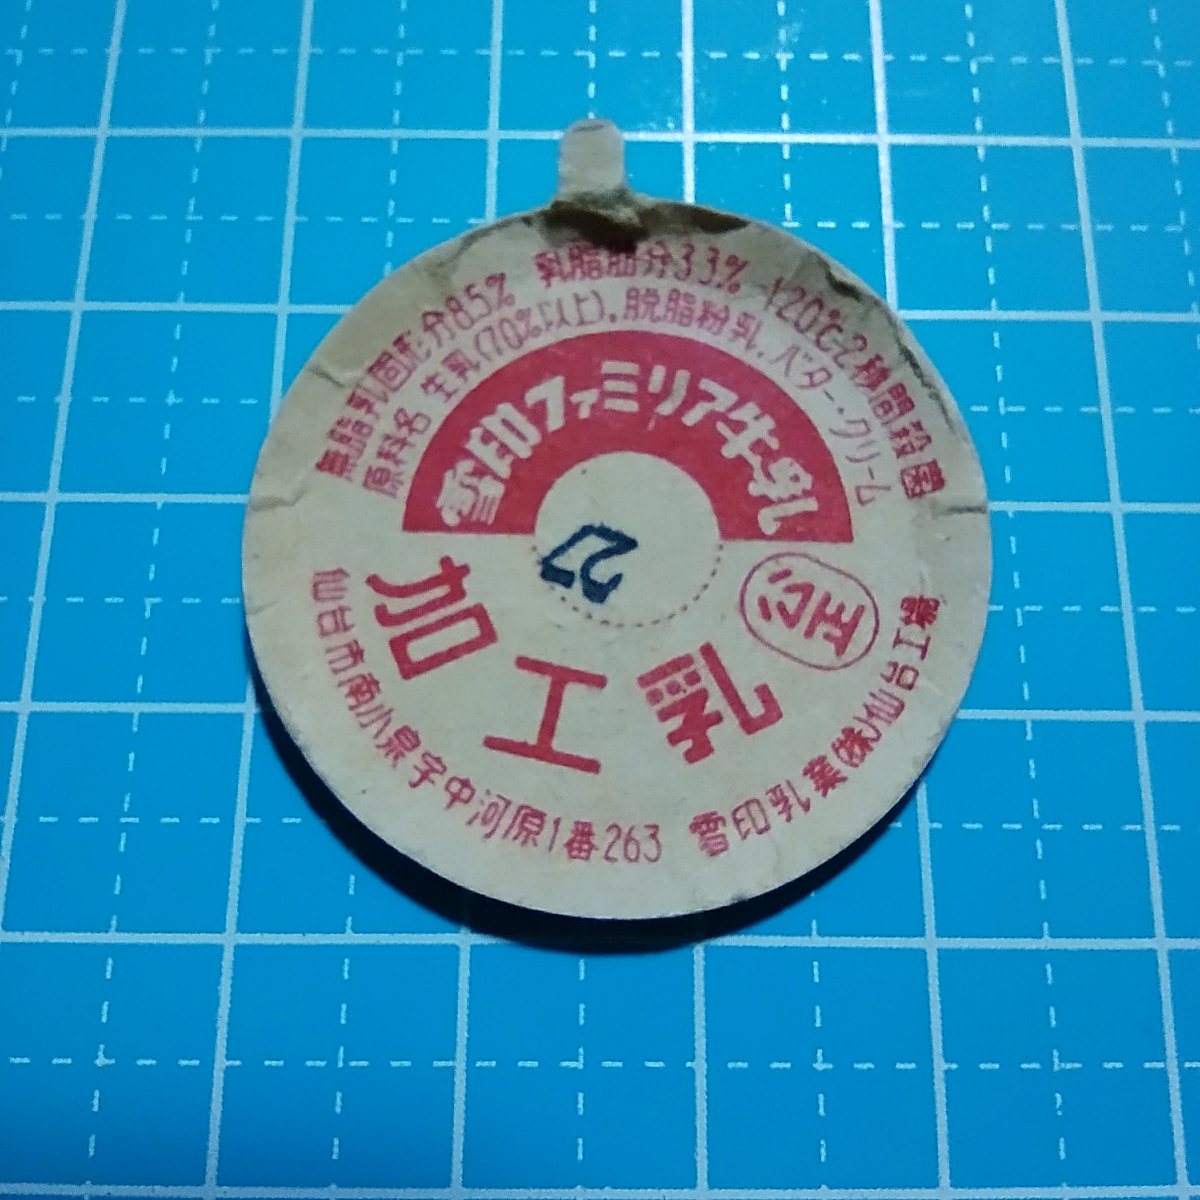 無脂乳固形分8.5% 乳脂肪分3.3% 120℃2秒間殺菌
原料名 生乳(70%以上).脱脂粉乳.バター・クリーム
雪印ファミリア牛乳
27
加工乳
公正
仙台市南小泉字中河原1番263 雪印乳業(株)仙台工場